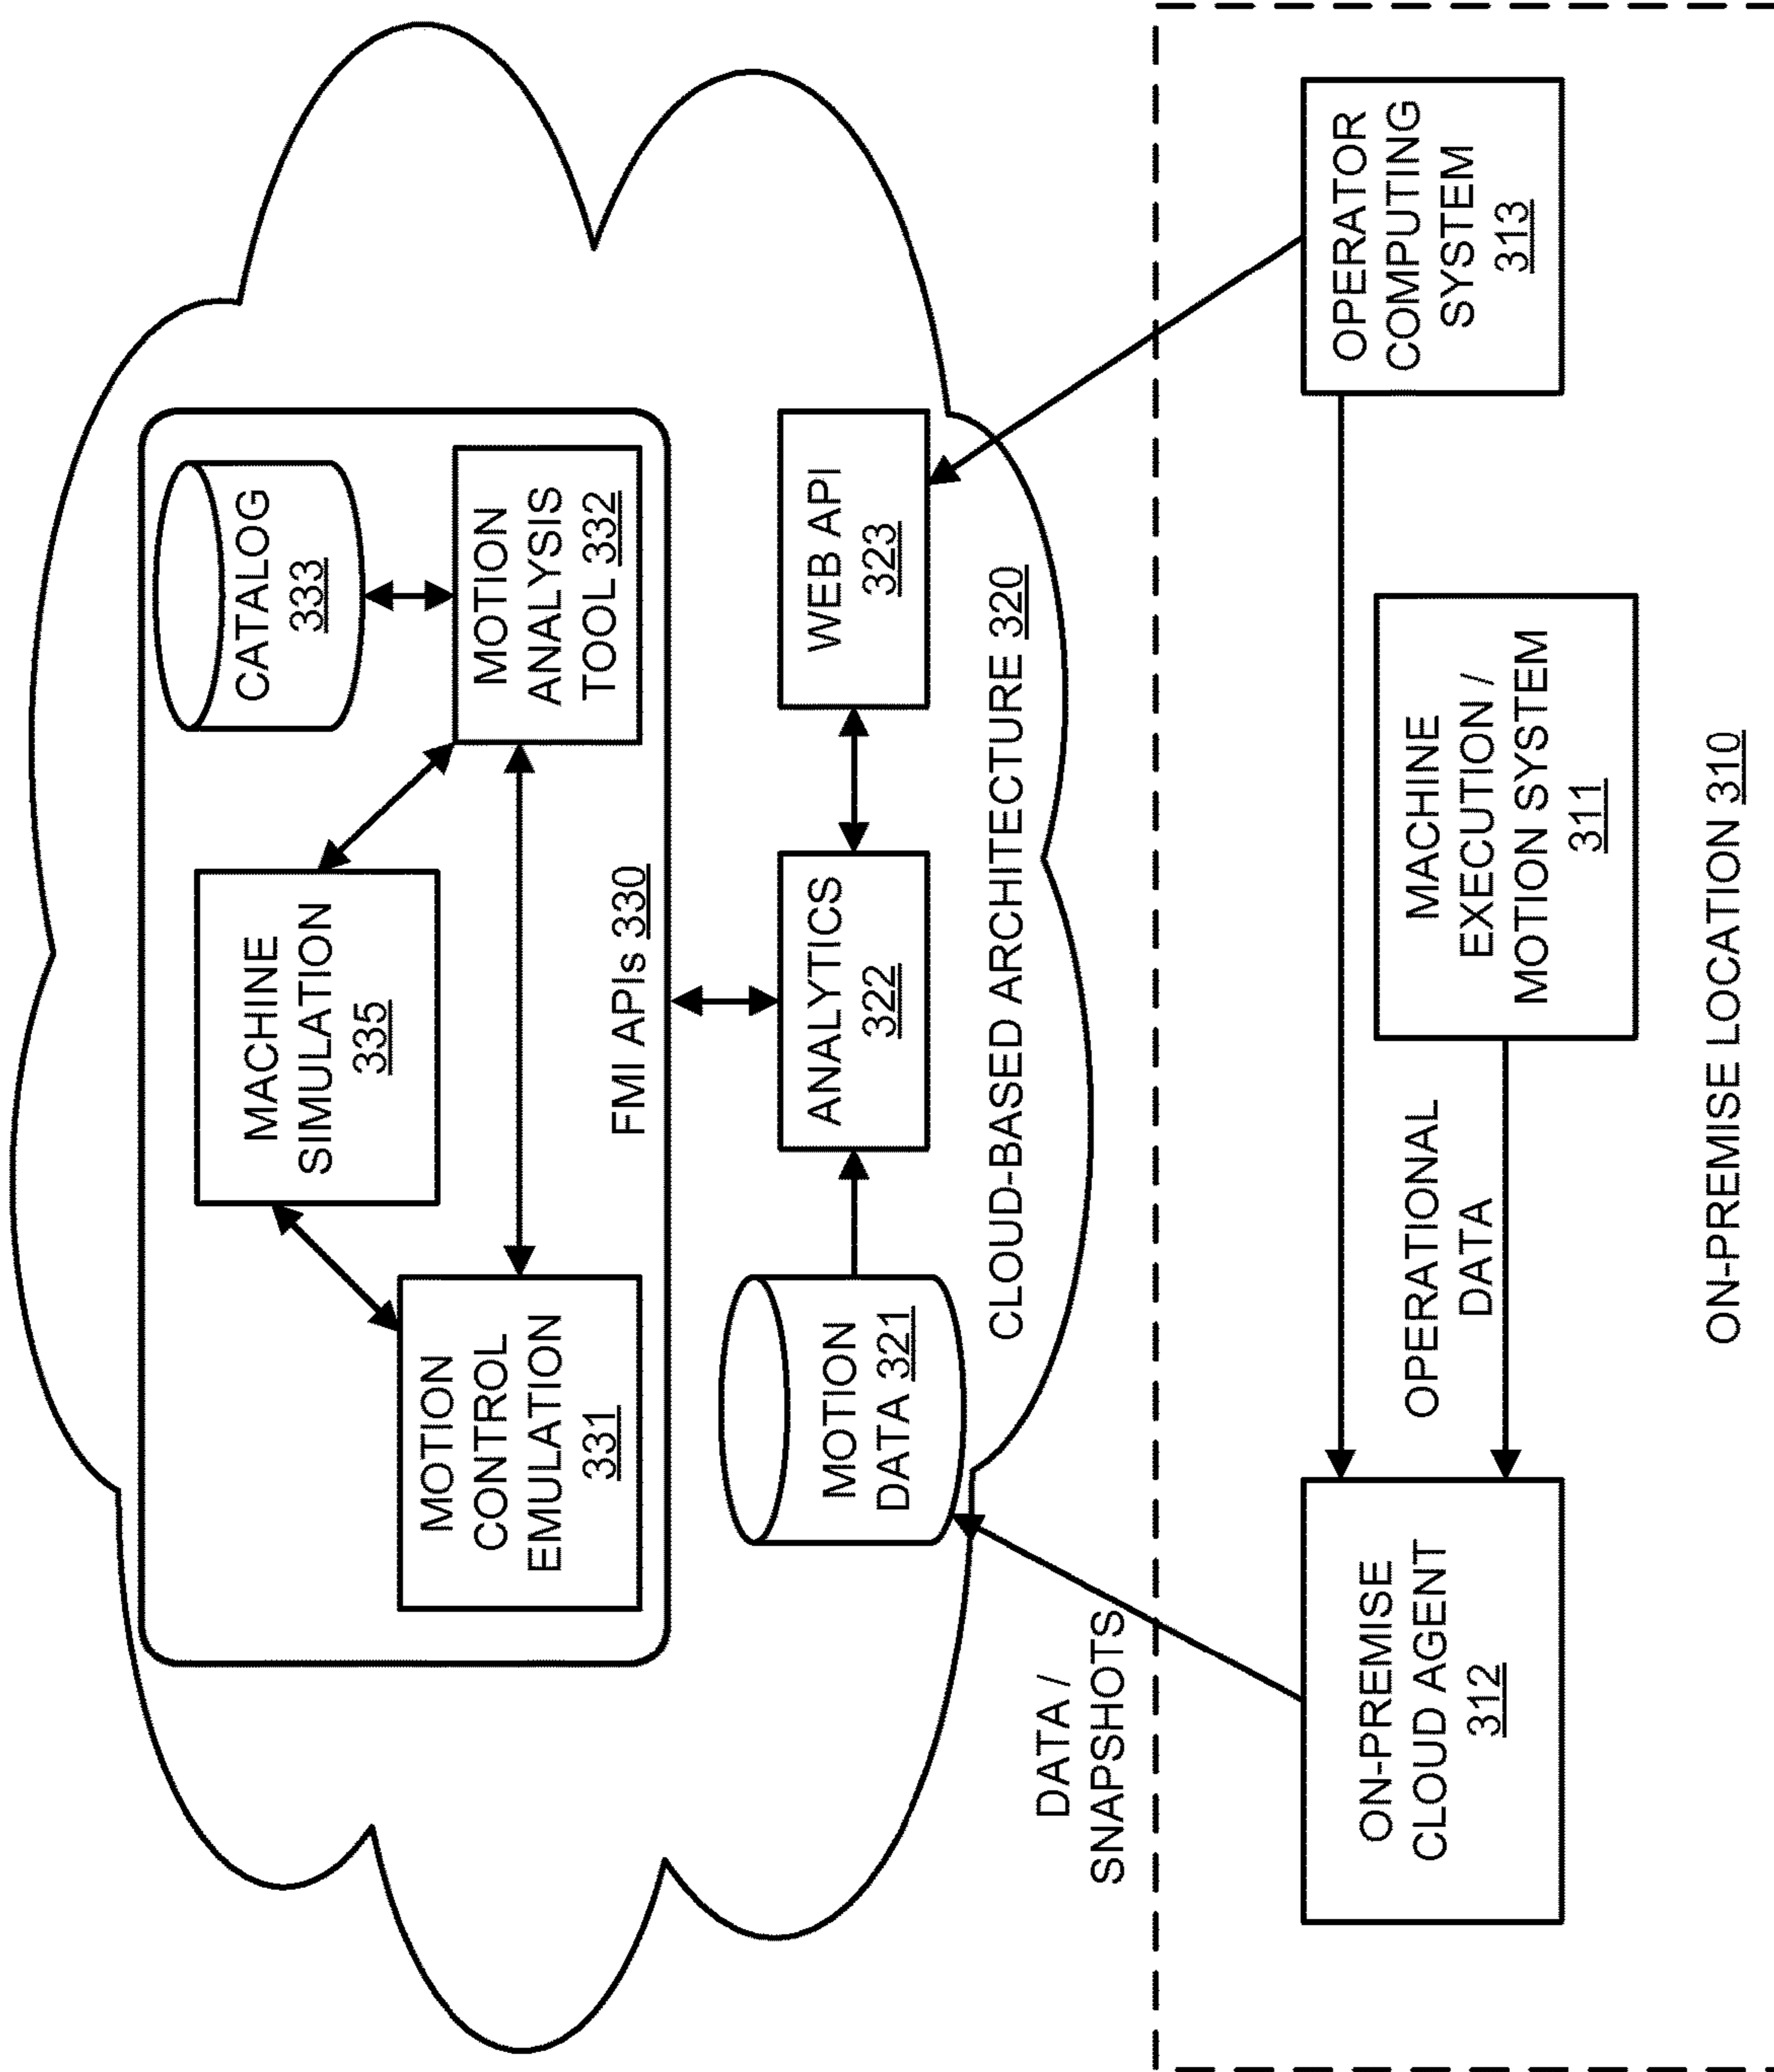 MACHINE
SIMULATION
335
CATALOG
333
MOTION
CONTROL
EMULATION
331
MOTION
ANALYSIS
TOOL 332
FMI APIs 330
MOTION
DATA 321
ANALYTICS
322
WEB API
323
CLOUD-BASED ARCHITECTURE 320
DATA /
SNAPSHOTS
ON-PREMISE
CLOUD AGENT
312
OPERATIONAL
DATA
MACHINE
EXECUTION /
MOTION SYSTEM
311
OPERATOR
COMPUTING
SYSTEM
313
ON-PREMISE LOCATION 310